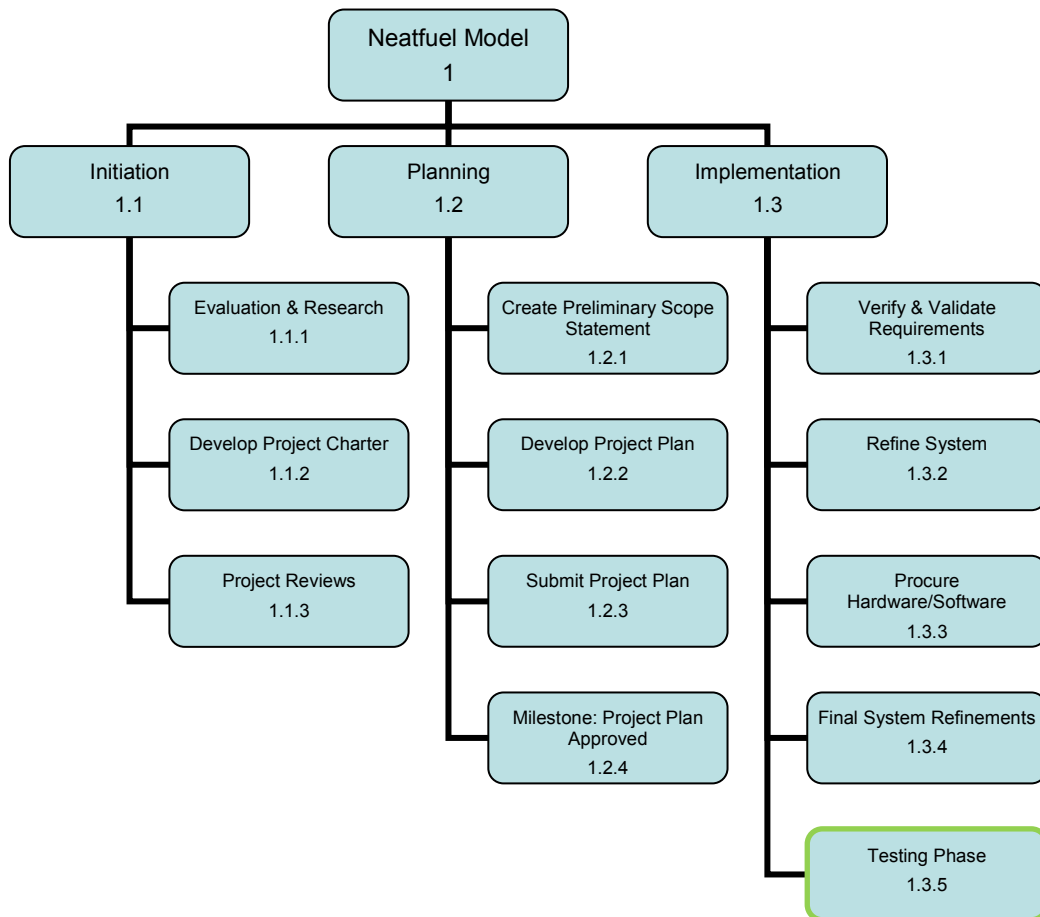 Neatfuel Model
1
Initiation
1.1
Planning
1.2
Implementation
1.3
Evaluation & Research
1.1.1
Create Preliminary Scope
Statement
1.2.1
Verify & Validate
Requirements
1.3.1
Develop Project Charter
1.1.2
Develop Project Plan
1.2.2
Refine System
1.3.2
Project Reviews
1.1.3
Submit Project Plan
1.2.3
Procure
Hardware/Software
1.3.3
Milestone: Project Plan
Approved
1.2.4
Final System Refinements
1.3.4
Testing Phase
1.3.5